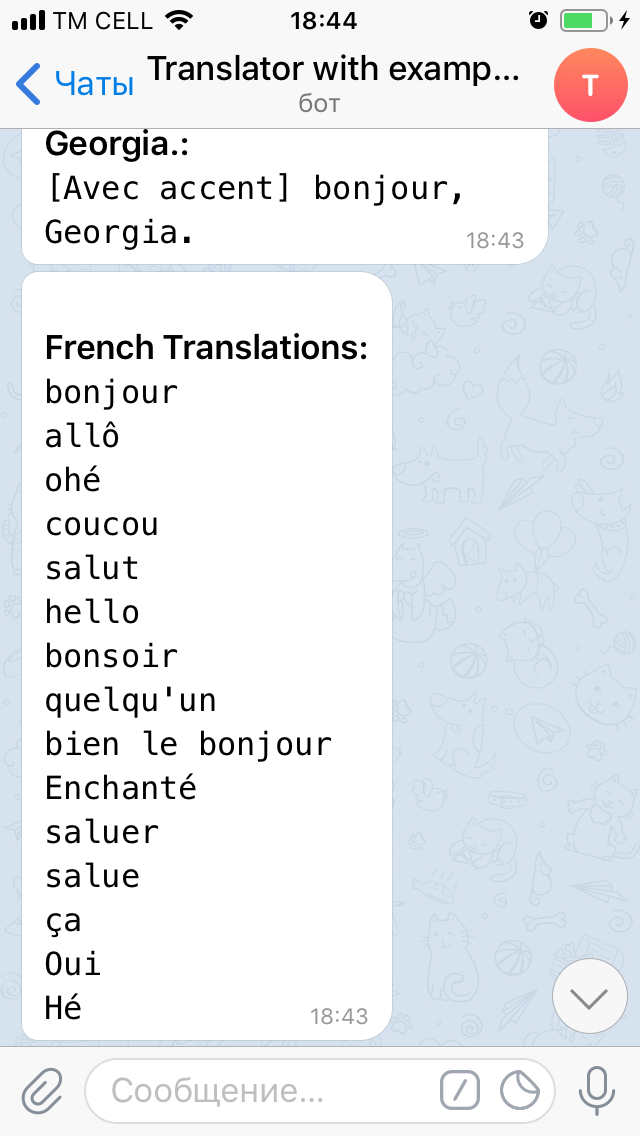 TM CELL 18:44
Чаты Translator with examp...
бот
T
Georgia.:
[Avec accent] bonjour,
Georgia.
18:43
French Translations:
bonjour
allô
ohé
coucou
salut
hello
bonsoir
quelqu'un
bien le bonjour
Enchanté
saluer
salue
ça
Oui
Hé
18:43
Сообщение...